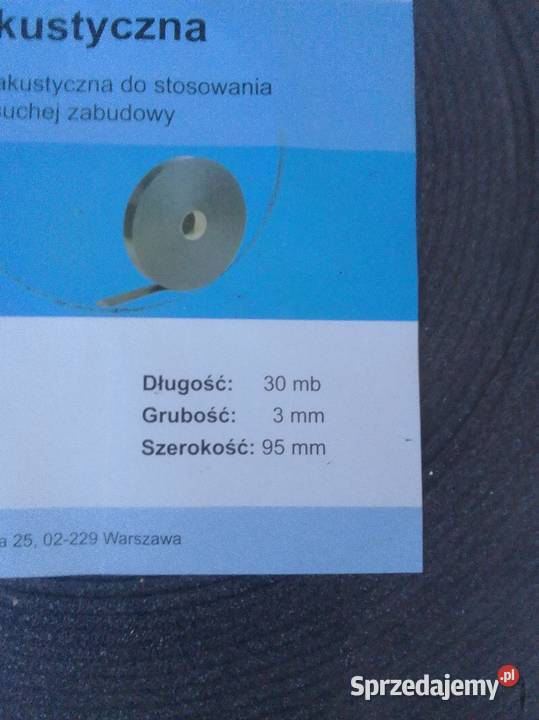 kustyczna
akustyczna do stosowania
suchej zabudowy
Długość: 30 mb
Grubość: 3 mm
Szerokość: 95 mm
a 25, 02-229 Warszawa
Sprzedajemy.pl